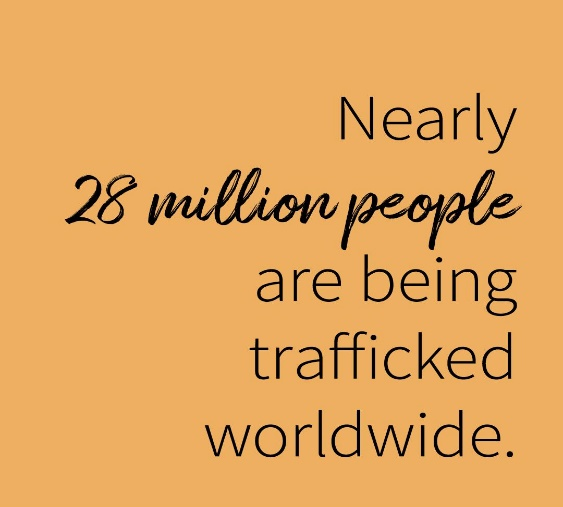 Nearly
28 million people
are being
trafficked
worldwide.